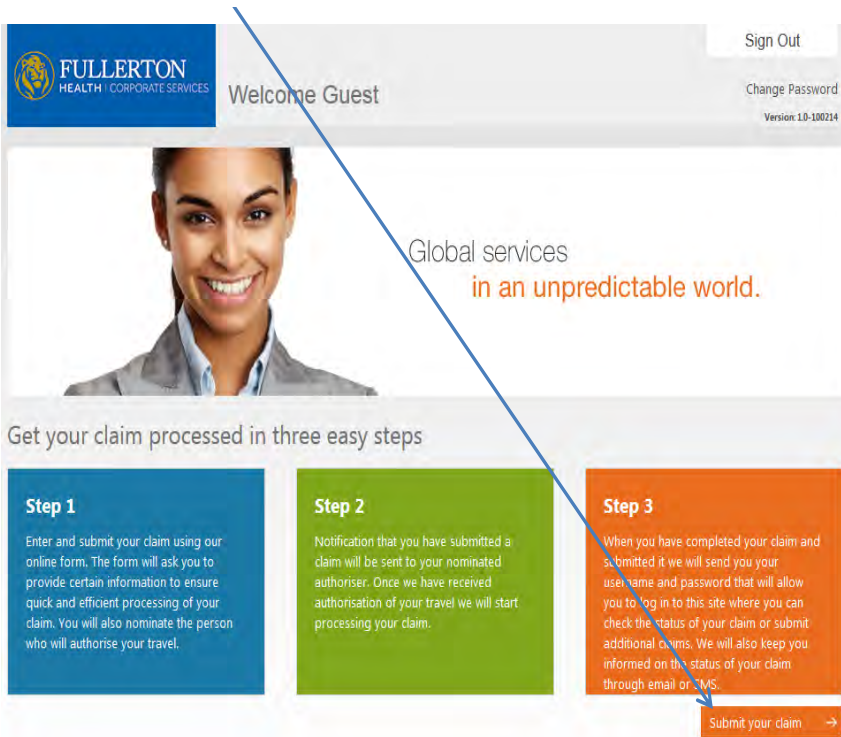 Sign Out
FULLERTON
HEALTH | CORPORATE SERVICES
Welcome Guest
Change Password
Version: 1.0-100214
Global services
in an unpredictable world.
Get your claim processed in three easy steps
Step 1
Enter and submit your claim using our
online form. The form will ask you to
provide certain information to ensure
quick and efficient processing of your
claim. You will also nominate the person
who will authorise your travel.
Step 2
Notification that you have submitted a
claim will be sent to your nominated
authoriser. Once we have received
authorisation of your travel we will start
processing your claim.
Step 3
When you have completed your claim and
submitted it we will send you your
username and password that will allow
you to log in to this site where you can
check the status of your claim or submit
additional claims. We will also keep you
informed on the status of your claim
through email or SMS.
Submit your claim →